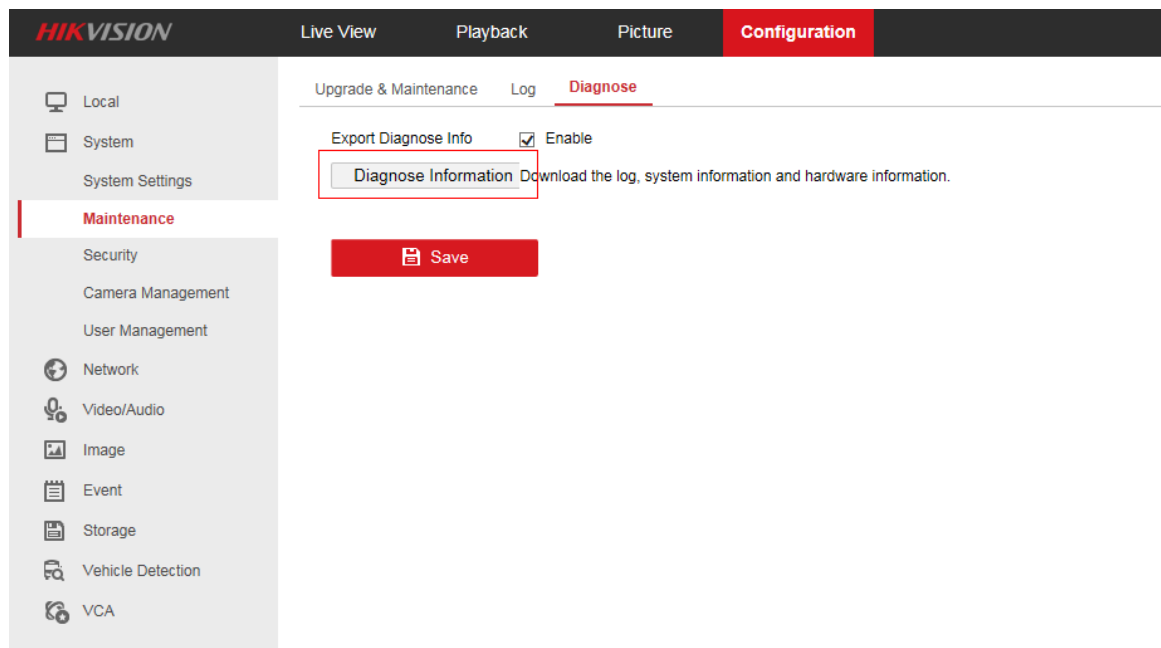 HIKVISION Live View Playback Picture Configuration
Local
System
System Settings
Maintenance
Security
Camera Management
User Management
Network
Video/Audio
Image
Event
Storage
Vehicle Detection
VCA
Upgrade & Maintenance Log Diagnose
Export Diagnose Info Enable
Diagnose Information Download the log, system information and hardware information.
Save